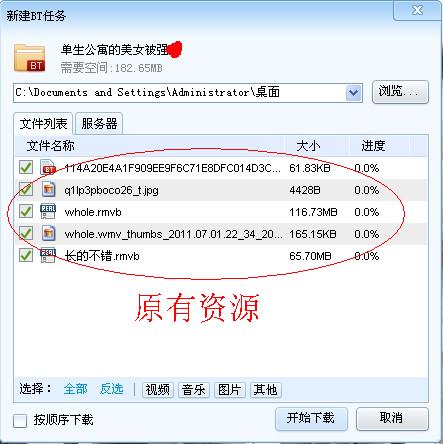 新建BT任务
单生公寓的美女被强
需要空间:182.65MB
C:\Documents and Settings\Administrator\桌面
浏览...
文件列表 服务器
文件名称 大小 进度
114A20E4A1F909EE9F6C71E8DFC014D3C... 61.83KB 0.0%
q1lp3pboco26_t.jpg 4428B 0.0%
whole.rmvb 116.73MB 0.0%
whole.wmv_thumbs_2011.07.01.22_34_20... 165.15KB 0.0%
长的不错.rmvb 65.70MB 0.0%
原有资源
选择： 全部 反选 视频 音乐 图片 其他
按顺序下载 开始下载 取消